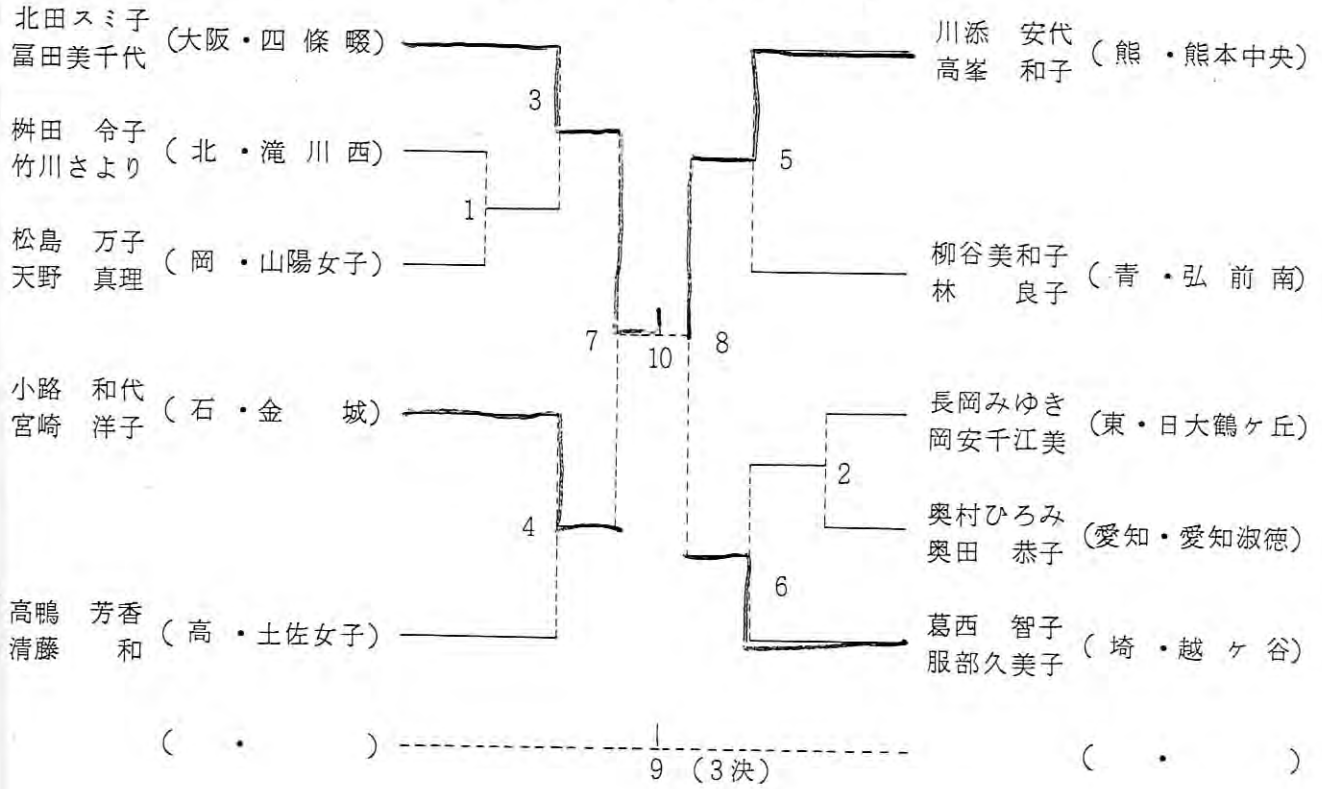 北田スミ子
冨田美千代
(大阪・四條畷)
桝田 令子
竹川さより
(北・滝川西)
松島 万子
天野 真理
(岡・山陽女子)
小路 和代
宮崎 洋子
(石・金城)
高鴨 芳香
清藤 和
(高・土佐女子)
( ・ )
3
1
7
4
10
9 (3決)
8
5
2
6
川添 安代
高峯 和子
(熊・熊本中央)
柳谷美和子
林 良子
(青・弘前南)
長岡みゆき
岡安千江美
(東・日大鶴ケ丘)
奥村ひろみ
奥田 恭子
(愛知・愛知淑徳)
葛西 智子
服部久美子
(埼・越ケ谷)
( ・ )